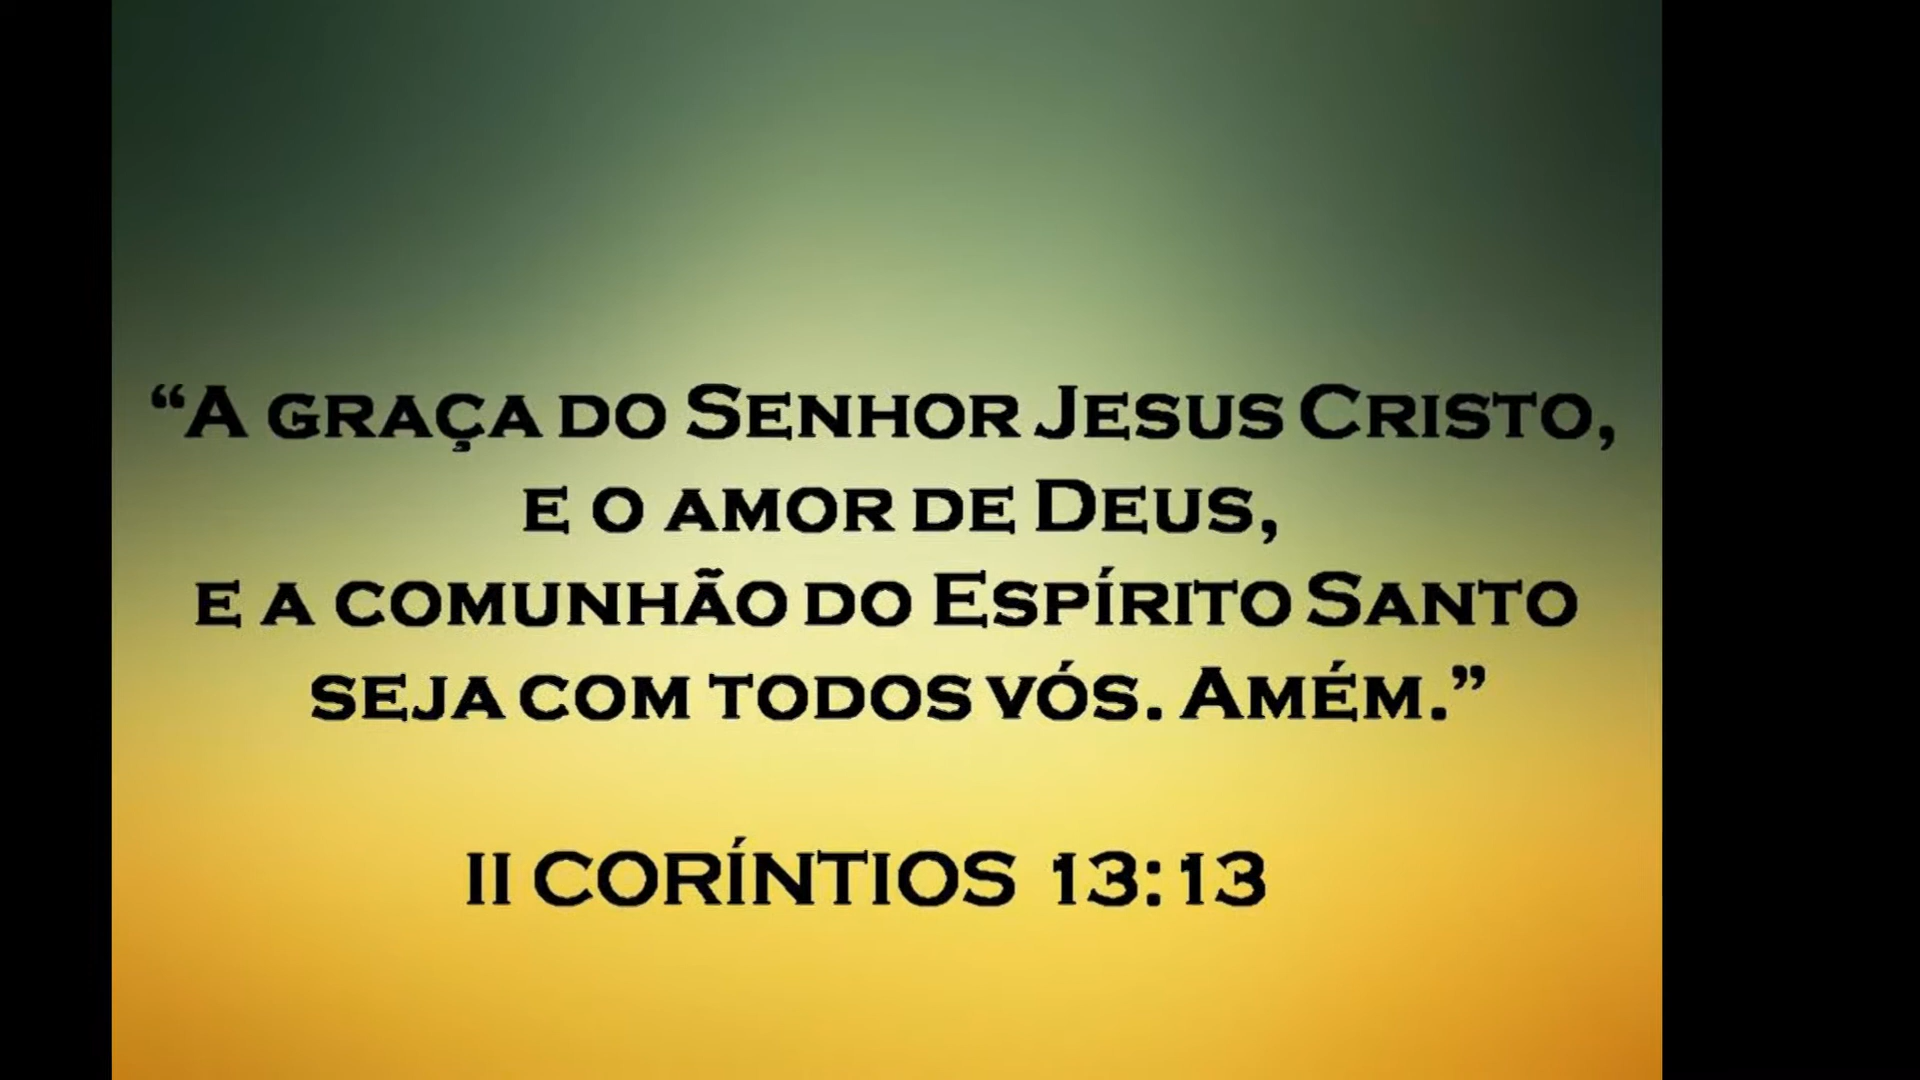 “A graça do Senhor Jesus Cristo,
e o amor de Deus,
e a comunhão do Espírito Santo
seja com todos vós. Amém.”
II CORÍNTIOS 13:13